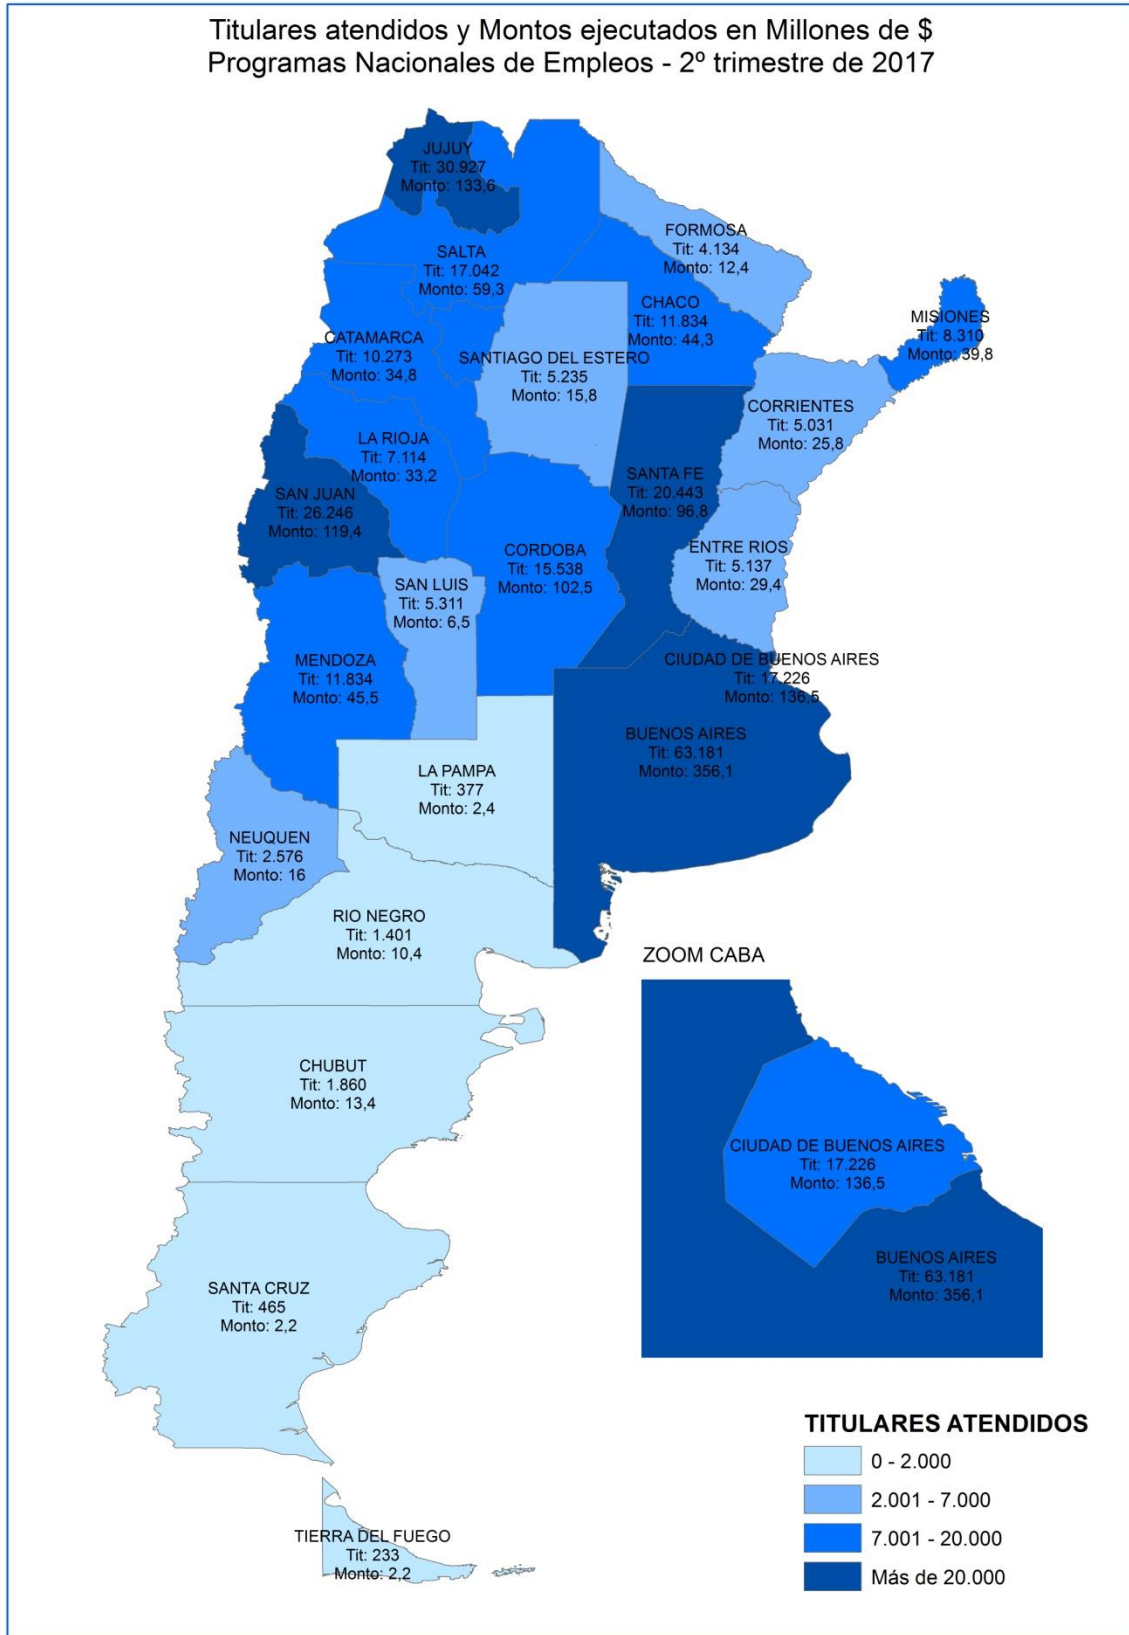 Titulares atendidos y Montos ejecutados en Millones de $
Programas Nacionales de Empleos - 2º trimestre de 2017
JUJUY
Tit: 30.927
Monto: 133,6
FORMOSA
Tit: 4.134
Monto: 12,4
SALTA
Tit: 17.042
Monto: 59,3
CHACO
Tit: 11.834
Monto: 44,3
MISIONES
Tit: 8.310
Monto: 39,8
CATAMARCA
Tit: 10.273
Monto: 34,8
SANTIAGO DEL ESTERO
Tit: 5.235
Monto: 15,8
CORRIENTES
Tit: 5.031
Monto: 25,8
LA RIOJA
Tit: 7.114
Monto: 33,2
SANTA FE
Tit: 20.443
Monto: 96,8
SAN JUAN
Tit: 26.246
Monto: 119,4
CORDOBA
Tit: 15.538
Monto: 102,5
ENTRE RIOS
Tit: 5.137
Monto: 29,4
SAN LUIS
Tit: 5.311
Monto: 6,5
MENDOZA
Tit: 11.834
Monto: 45,5
CIUDAD DE BUENOS AIRES
Tit: 17.226
Monto: 136,5
BUENOS AIRES
Tit: 63.181
Monto: 356,1
LA PAMPA
Tit: 377
Monto: 2,4
NEUQUEN
Tit: 2.576
Monto: 16
RIO NEGRO
Tit: 1.401
Monto: 10,4
ZOOM CABA
CHUBUT
Tit: 1.860
Monto: 13,4
CIUDAD DE BUENOS AIRES
Tit: 17.226
Monto: 136,5
BUENOS AIRES
Tit: 63.181
Monto: 356,1
SANTA CRUZ
Tit: 465
Monto: 2,2
TIERRA DEL FUEGO
Tit: 233
Monto: 2,2
TITULARES ATENDIDOS
0 - 2.000
2.001 - 7.000
7.001 - 20.000
Más de 20.000